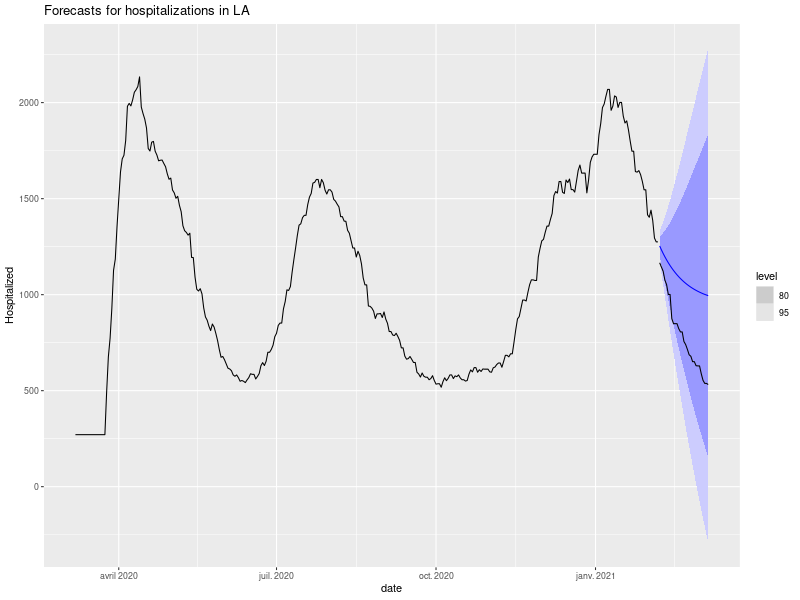 Forecasts for hospitalizations in LA
Hospitalized
2000
1500
1000
500
0
avril 2020
juil. 2020
oct. 2020
janv. 2021
date
level
80
95